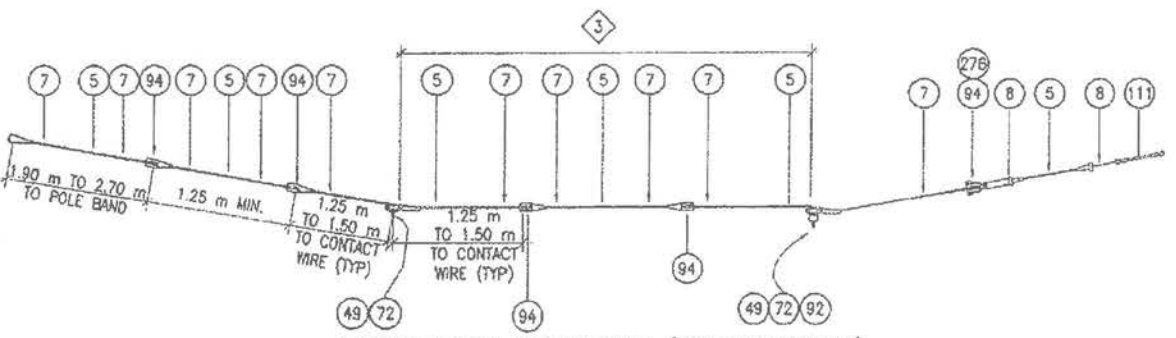 3
276
7 5 7 94 7 5 7 94 7 5 7 7 5 7 7 5 7 94 8 5 8 111
1.90 m TO 2.70 m
TO POLE BAND
1.25 m MIN.
1.25 m
TO 1.50 m
TO CONTACT
WIRE (TYP)
1.25 m
TO 1.50 m
TO CONTACT
WIRE (TYP)
94
49 72
94
49 72 92